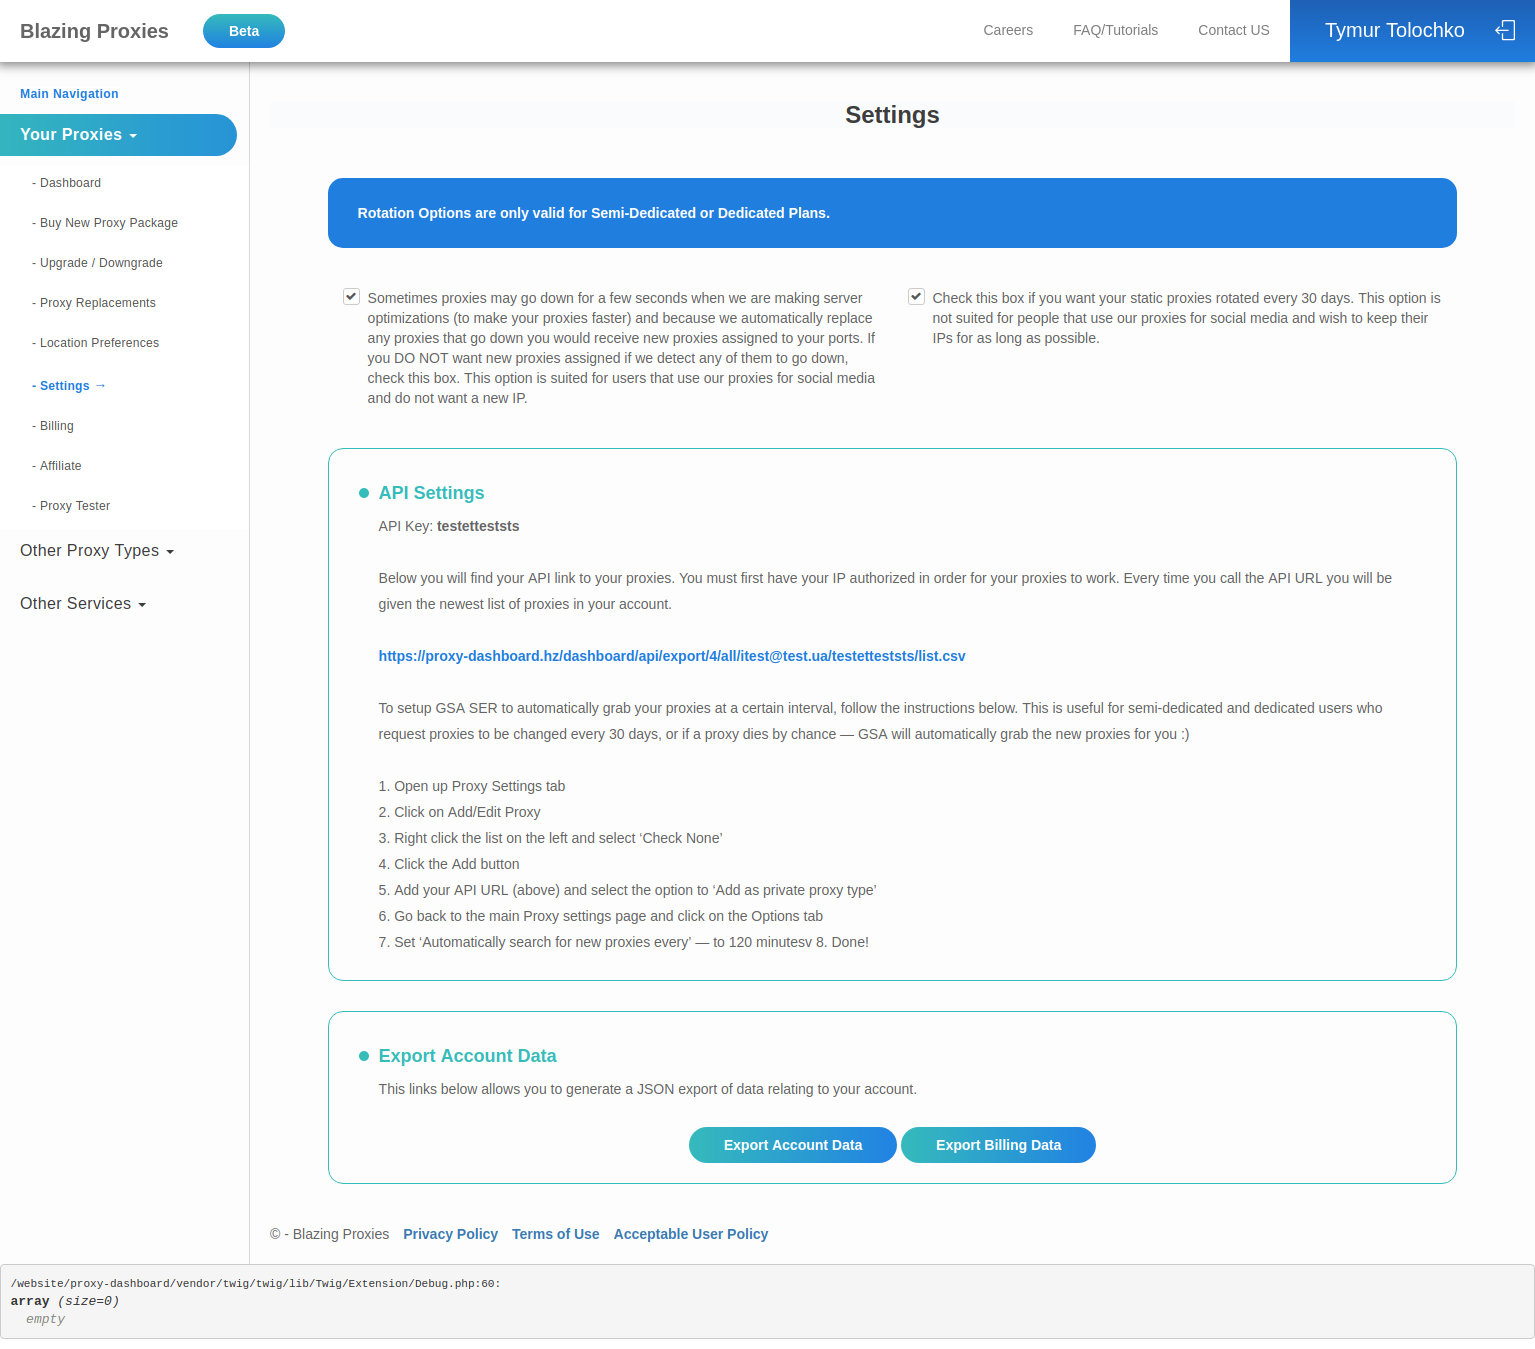 Blazing Proxies
Beta
Careers
FAQ/Tutorials
Contact US
Tymur Tolochko
Main Navigation
Your Proxies
- Dashboard
- Buy New Proxy Package
- Upgrade / Downgrade
- Proxy Replacements
- Location Preferences
- Settings →
- Billing
- Affiliate
- Proxy Tester
Other Proxy Types
Other Services
Settings
Rotation Options are only valid for Semi-Dedicated or Dedicated Plans.
Sometimes proxies may go down for a few seconds when we are making server
optimizations (to make your proxies faster) and because we automatically replace
any proxies that go down you would receive new proxies assigned to your ports. If
you DO NOT want new proxies assigned if we detect any of them to go down,
check this box. This option is suited for users that use our proxies for social media
and do not want a new IP.
Check this box if you want your static proxies rotated every 30 days. This option is
not suited for people that use our proxies for social media and wish to keep their
IPs for as long as possible.
API Settings
API Key: testetteststs
Below you will find your API link to your proxies. You must first have your IP authorized in order for your proxies to work. Every time you call the API URL you will be
given the newest list of proxies in your account.
https://proxy-dashboard.hz/dashboard/api/export/4/all/itest@test.ua/testetteststs/list.csv
To setup GSA SER to automatically grab your proxies at a certain interval, follow the instructions below. This is useful for semi-dedicated and dedicated users who
request proxies to be changed every 30 days, or if a proxy dies by chance — GSA will automatically grab the new proxies for you :)
1. Open up Proxy Settings tab
2. Click on Add/Edit Proxy
3. Right click the list on the left and select ‘Check None’
4. Click the Add button
5. Add your API URL (above) and select the option to ‘Add as private proxy type’
6. Go back to the main Proxy settings page and click on the Options tab
7. Set ‘Automatically search for new proxies every’ — to 120 minutesv 8. Done!
Export Account Data
This links below allows you to generate a JSON export of data relating to your account.
Export Account Data
Export Billing Data
© - Blazing Proxies Privacy Policy Terms of Use Acceptable User Policy
/website/proxy-dashboard/vendor/twig/twig/lib/Twig/Extension/Debug.php:60:
array (size=0)
empty